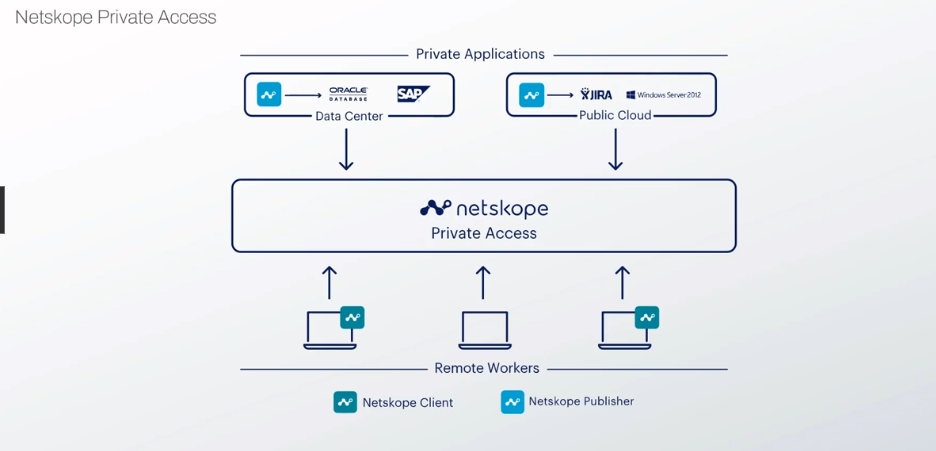 Netskope Private Access
Private Applications
ORACLE
DATABASE
SAP
Data Center
JIRA
Windows Server 2012
Public Cloud
netskope
Private Access
Remote Workers
Netskope Client
Netskope Publisher